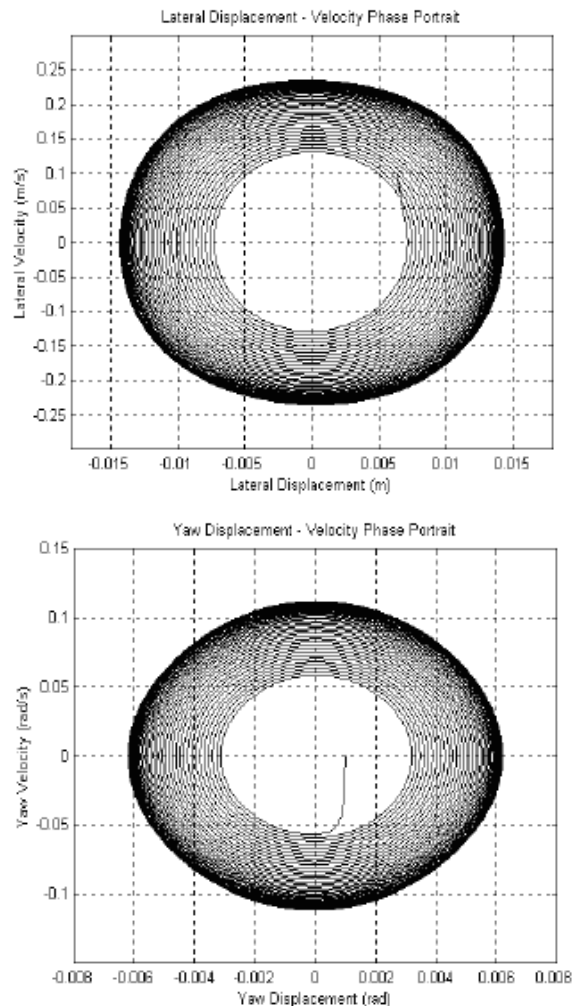 Lateral Displacement - Velocity Phase Portrait
0.25
0.2
0.15
0.1
0.05
0
-0.05
-0.1
-0.15
-0.2
-0.25
Lateral Velocity (m/s)
-0.015 -0.01 -0.005 0 0.005 0.01 0.015
Lateral Displacement (m)
Yaw Displacement - Velocity Phase Portrait
0.15
0.1
0.05
0
-0.05
-0.1
Yaw Velocity (rad/s)
-0.008 -0.006 -0.004 -0.002 0 0.002 0.004 0.006 0.008
Yaw Displacement (rad)